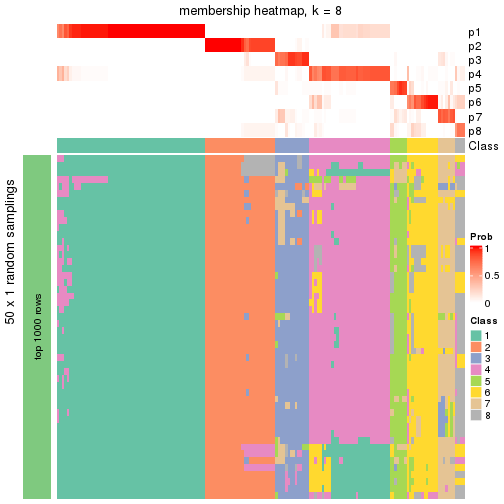 membership heatmap, k = 8
p1
p2
p3
p4
p5
p6
p7
p8
Class
50 x 1 random samplings
top 1000 rows
Prob
1
0.5
0
Class
1
2
3
4
5
6
7
8